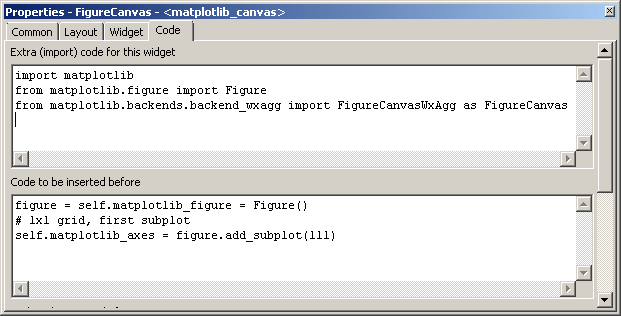 Properties - FigureCanvas - <matplotlib_canvas>
Common Layout Widget Code
Extra (import) code for this widget
import matplotlib
from matplotlib.figure import Figure
from matplotlib.backends.backend_wxagg import FigureCanvasWxAgg as FigureCanvas
Code to be inserted before
figure = self.matplotlib_figure = Figure()
# 1x1 grid, first subplot
self.matplotlib_axes = figure.add_subplot(111)